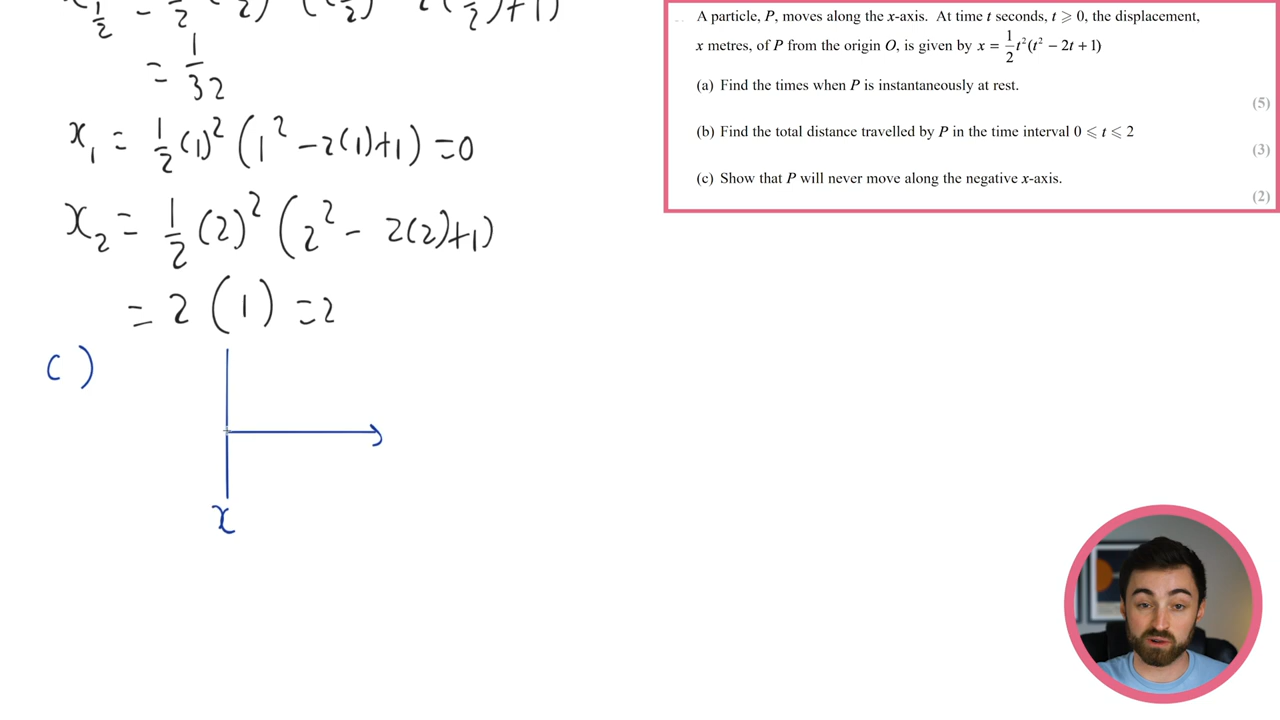 = 1/32
x₁ = 1/2 (1)² (1² − 2(1)+1) = 0
x₂ = 1/2 (2)² (2² − 2(2)+1)
= 2 (1) = 2
c)
x
A particle, P, moves along the x-axis. At time t seconds, t ⩾ 0, the displacement,
x metres, of P from the origin O, is given by x = 1/2 t²(t² − 2t + 1)
(a) Find the times when P is instantaneously at rest.
(5)
(b) Find the total distance travelled by P in the time interval 0 ⩽ t ⩽ 2
(3)
(c) Show that P will never move along the negative x-axis.
(2)